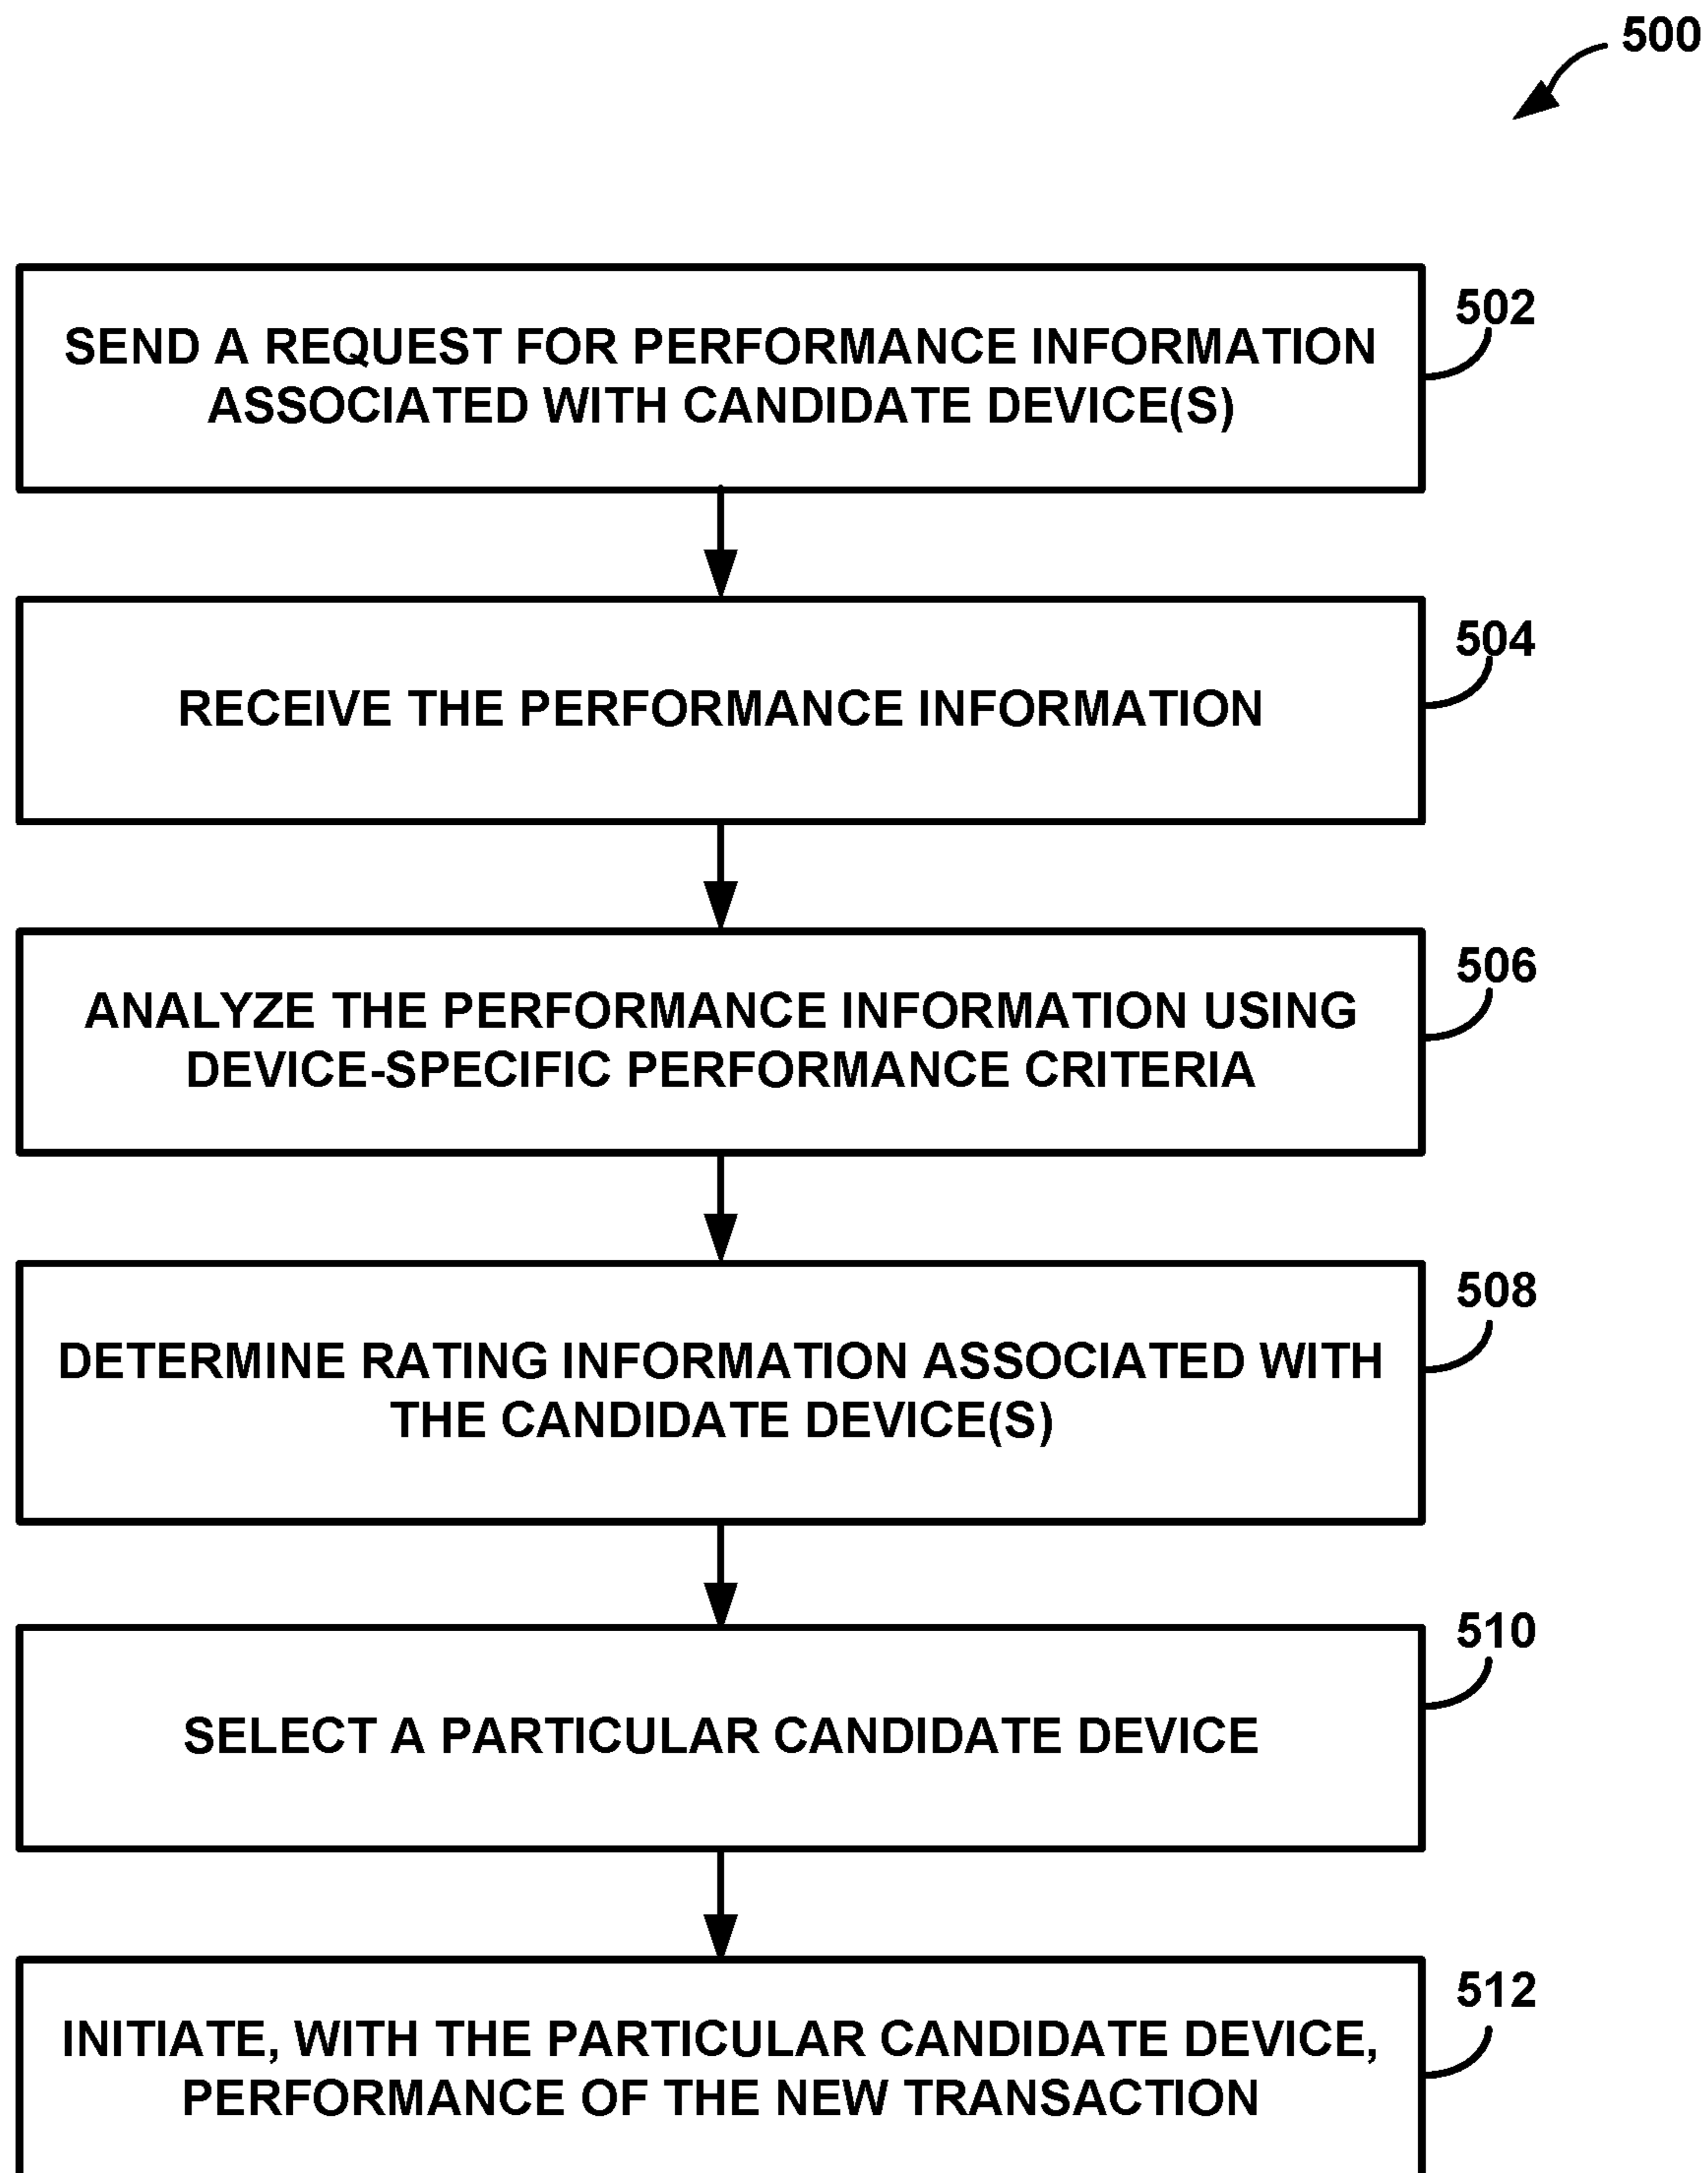 500
502
SEND A REQUEST FOR PERFORMANCE INFORMATION
ASSOCIATED WITH CANDIDATE DEVICE(S)
504
RECEIVE THE PERFORMANCE INFORMATION
506
ANALYZE THE PERFORMANCE INFORMATION USING
DEVICE-SPECIFIC PERFORMANCE CRITERIA
508
DETERMINE RATING INFORMATION ASSOCIATED WITH
THE CANDIDATE DEVICE(S)
510
SELECT A PARTICULAR CANDIDATE DEVICE
512
INITIATE, WITH THE PARTICULAR CANDIDATE DEVICE,
PERFORMANCE OF THE NEW TRANSACTION